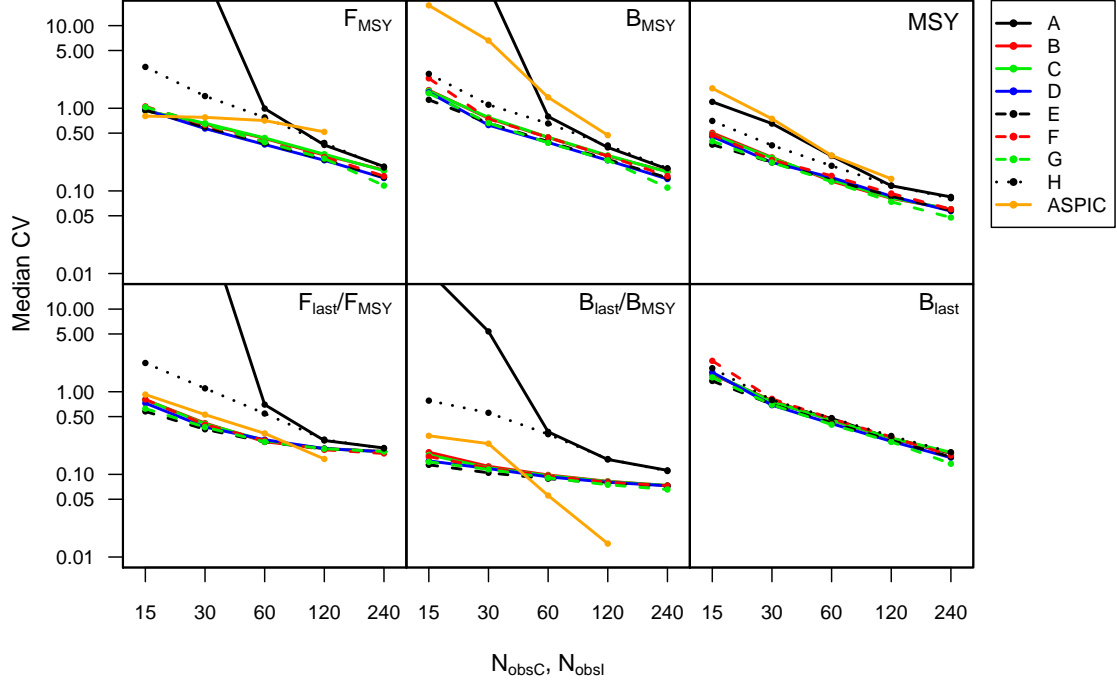 Median CV
10.00
5.00
1.00
0.50
0.10
0.05
0.01
F_MSY
B_MSY
MSY
10.00
5.00
1.00
0.50
0.10
0.05
0.01
F_last/F_MSY
B_last/B_MSY
B_last
15 30 60 120 240
15 30 60 120 240
15 30 60 120 240
N_obsC, N_obsI
A
B
C
D
E
F
G
H
ASPIC